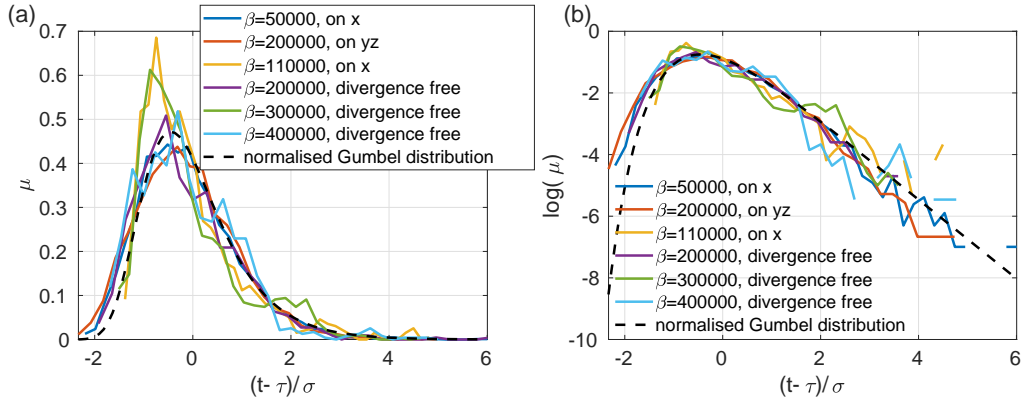 (a)
0.7
0.6
0.5
0.4
0.3
0.2
0.1
0
μ
-2
0
2
4
6
(t- τ)/ σ
β=50000, on x
β=200000, on yz
β=110000, on x
β=200000, divergence free
β=300000, divergence free
β=400000, divergence free
normalised Gumbel distribution
(b)
0
-2
-4
-6
-8
-10
log( μ)
-2
0
2
4
6
(t- τ)/ σ
β=50000, on x
β=200000, on yz
β=110000, on x
β=200000, divergence free
β=300000, divergence free
β=400000, divergence free
normalised Gumbel distribution